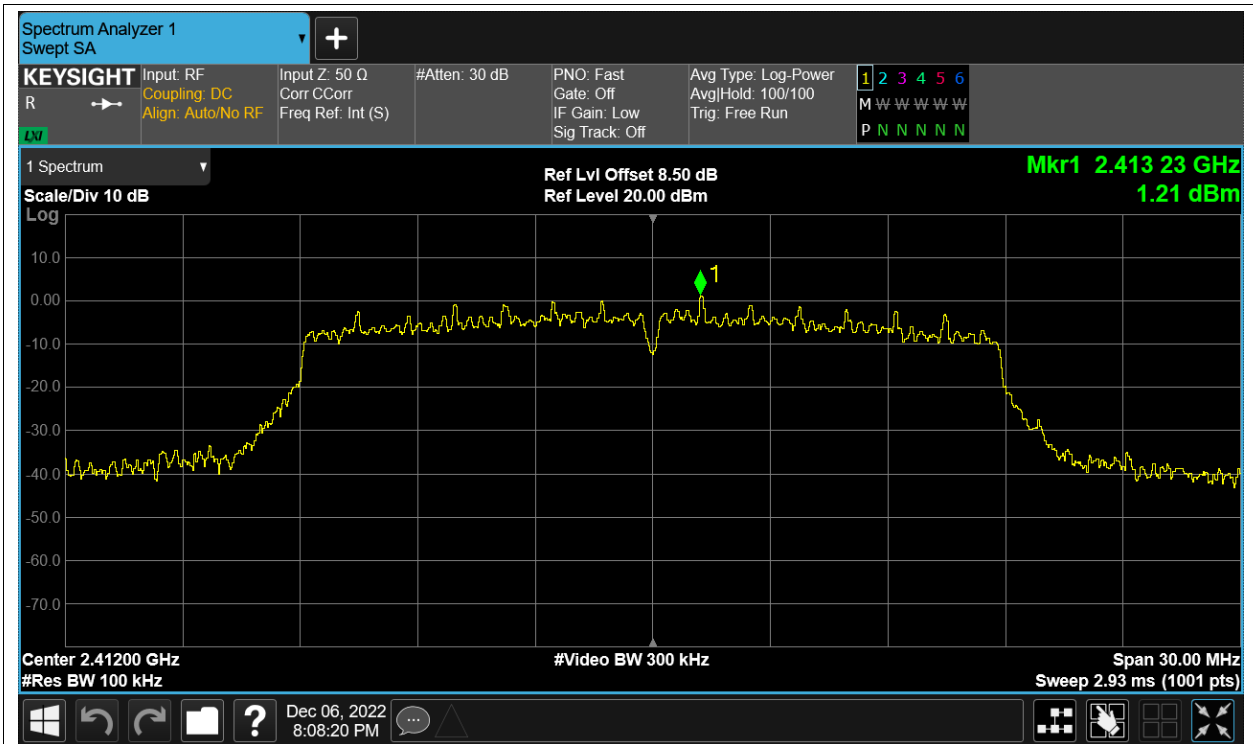 Spectrum Analyzer 1
Swept SA
KEYSIGHT
R
LXI
Input: RF
Coupling: DC
Align: Auto/No RF
Input Z: 50 Ω
Corr CCorr
Freq Ref: Int (S)
#Atten: 30 dB
PNO: Fast
Gate: Off
IF Gain: Low
Sig Track: Off
Avg Type: Log-Power
Avg|Hold: 100/100
Trig: Free Run
1 2 3 4 5 6
M W W W W W
P N N N N N
1 Spectrum
Scale/Div 10 dB
Ref Lvl Offset 8.50 dB
Ref Level 20.00 dBm
Mkr1 2.413 23 GHz
1.21 dBm
Log
10.0
0.00
-10.0
-20.0
-30.0
-40.0
-50.0
-60.0
-70.0
1
Center 2.41200 GHz
#Res BW 100 kHz
#Video BW 300 kHz
Span 30.00 MHz
Sweep 2.93 ms (1001 pts)
?
Dec 06, 2022
8:08:20 PM